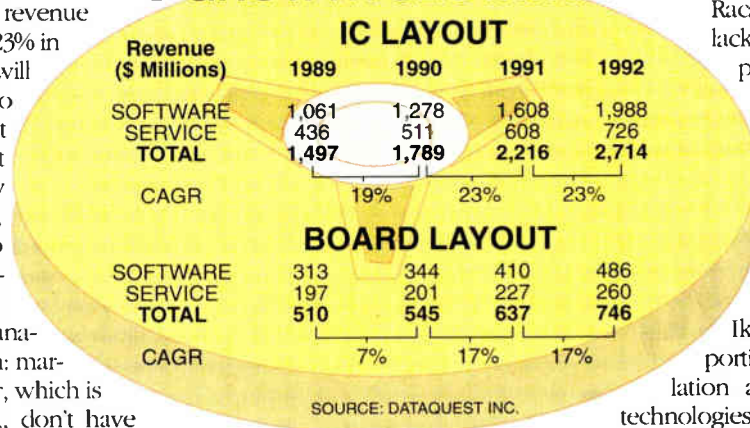 revenue
23% in
will
IC LAYOUT
Revenue
($ Millions) 1989 1990 1991 1992
SOFTWARE 1,061 1,278 1,608 1,988
SERVICE 436 511 608 726
TOTAL 1,497 1,789 2,216 2,714
CAGR 19% 23% 23%
BOARD LAYOUT
SOFTWARE 313 344 410 486
SERVICE 197 201 227 260
TOTAL 510 545 637 746
CAGR 7% 17% 17%
SOURCE: DATAQUEST INC.
mar-
, which is
don't have
Rac
lack
p
Ik
porti
lation a
technologies